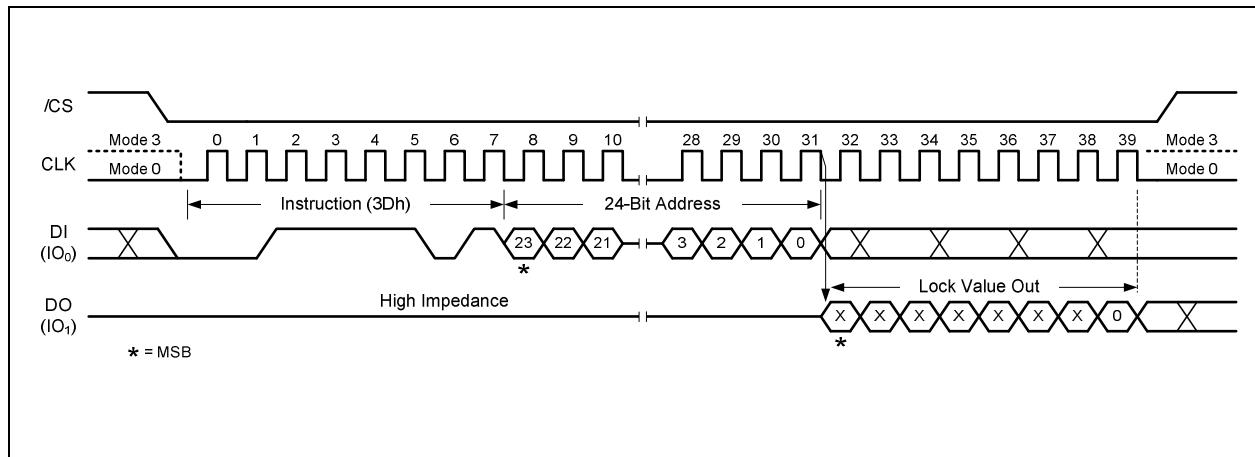 /CS
Mode 3 0 1 2 3 4 5 6 7 8 9 10 28 29 30 31 32 33 34 35 36 37 38 39 Mode 3
CLK Mode 0 Mode 0
Instruction (3Dh) 24-Bit Address
DI
(IO₀)
23 22 21 3 2 1 0
*
Lock Value Out
High Impedance
DO
(IO₁)
X X X X X X X 0
*
* = MSB